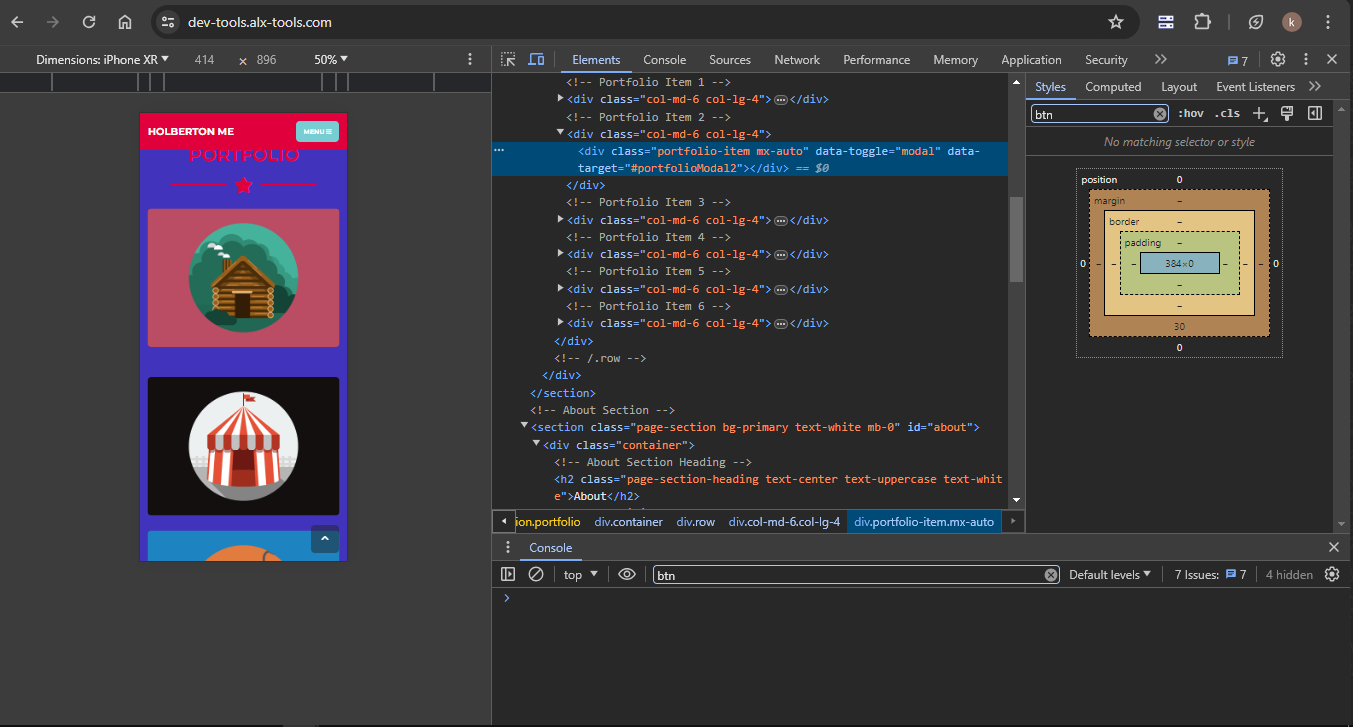 dev-tools.alx-tools.com
k
Dimensions: iPhone XR
414 × 896
50%
HOLBERTON ME
MENU
PORTFOLIO
Elements Console Sources Network Performance Memory Application Security
7
<!-- Portfolio Item 1 -->
<div class="col-md-6 col-lg-4">…</div>
<!-- Portfolio Item 2 -->
<div class="col-md-6 col-lg-4">
<div class="portfolio-item mx-auto" data-toggle="modal" data-
target="#portfolioModal2"></div> == $0
</div>
<!-- Portfolio Item 3 -->
<div class="col-md-6 col-lg-4">…</div>
<!-- Portfolio Item 4 -->
<div class="col-md-6 col-lg-4">…</div>
<!-- Portfolio Item 5 -->
<div class="col-md-6 col-lg-4">…</div>
<!-- Portfolio Item 6 -->
<div class="col-md-6 col-lg-4">…</div>
</div>
<!-- /.row -->
</div>
</section>
<!-- About Section -->
<section class="page-section bg-primary text-white mb-0" id="about">
<div class="container">
<!-- About Section Heading -->
<h2 class="page-section-heading text-center text-uppercase text-whit
e">About</h2>
ion.portfolio div.container div.row div.col-md-6.col-lg-4 div.portfolio-item.mx-auto
Styles Computed Layout Event Listeners
btn
:hov .cls
No matching selector or style
position 0
margin –
border –
padding –
0 – – – 384×0 – – – 0
–
–
30
0
Console
top
btn
Default levels
7 Issues: 7
4 hidden